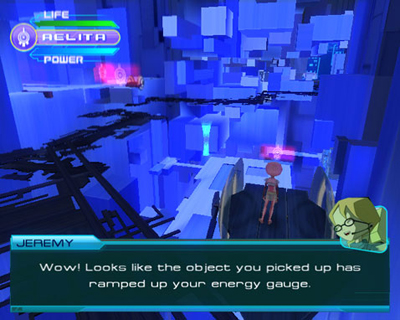 LIFE
AELITA
POWER
JEREMY
Wow! Looks like the object you picked up has
ramped up your energy gauge.